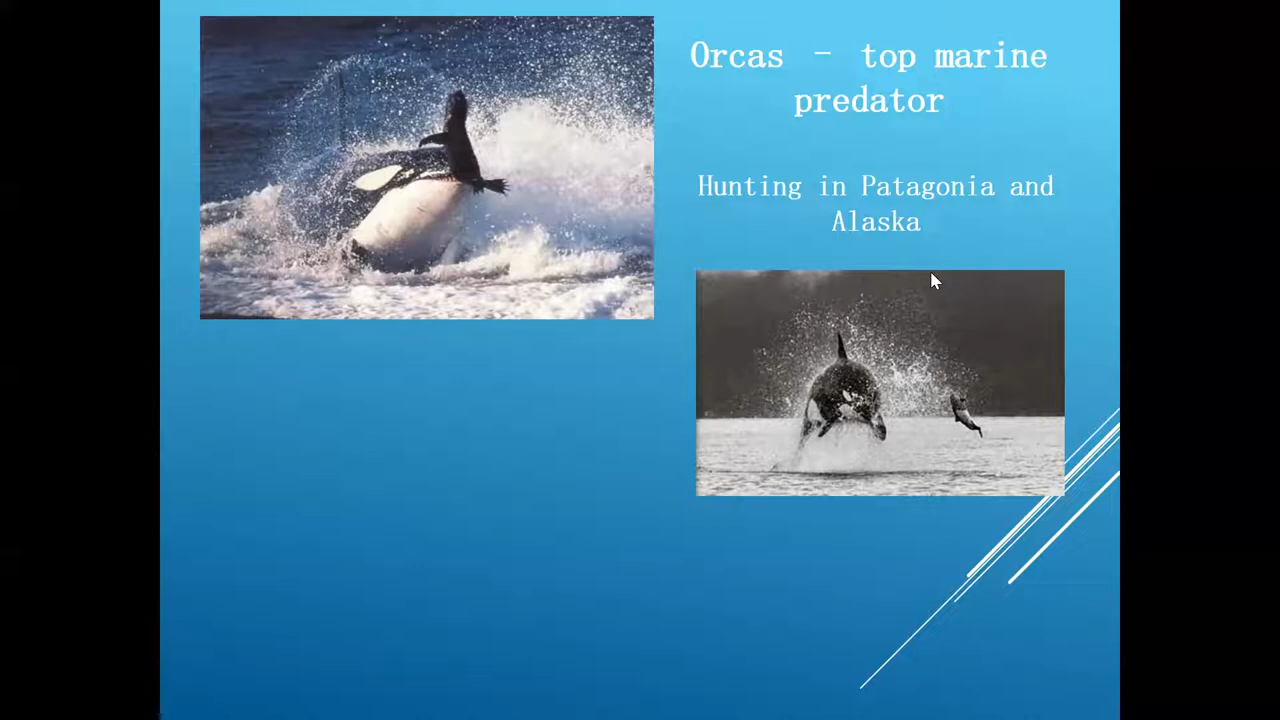 Orcas – top marine
predator
Hunting in Patagonia and
Alaska